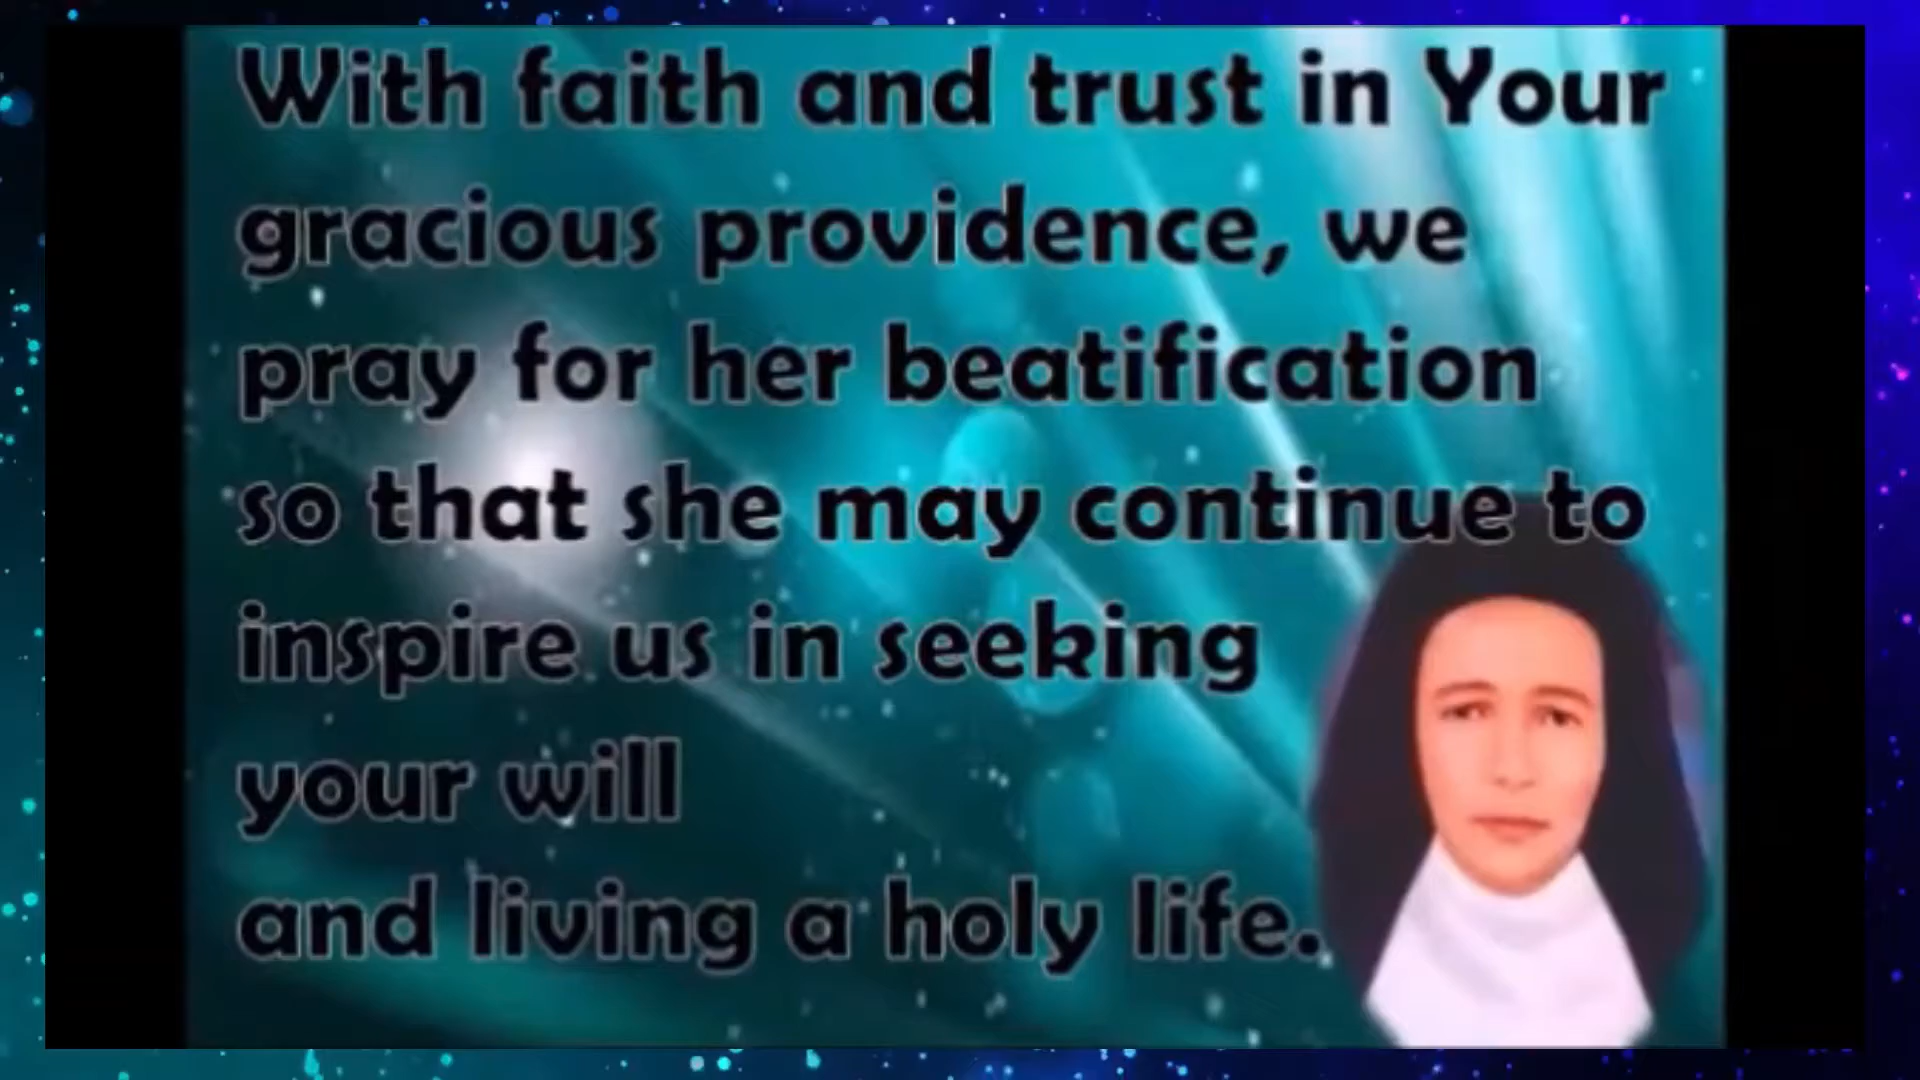 With faith and trust in Your
gracious providence, we
pray for her beatification
so that she may continue to
inspire us in seeking
your will
and living a holy life.